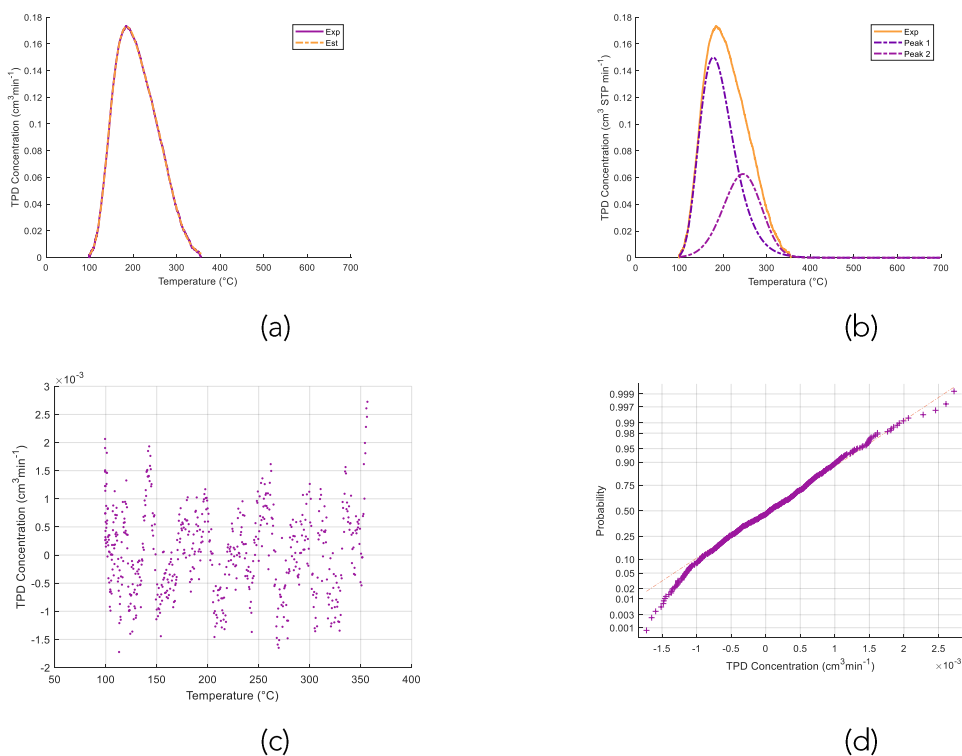 0.18
0.16
0.14
0.12
0.1
0.08
0.06
0.04
0.02
0
TPD Concentration (cm³min⁻¹)
0 100 200 300 400 500 600 700
Temperature (°C)
Exp
Est
(a)
0.18
0.16
0.14
0.12
0.1
0.08
0.06
0.04
0.02
0
TPD Concentration (cm³ STP min⁻¹)
0 100 200 300 400 500 600 700
Temperatura (°C)
Exp
Peak 1
Peak 2
(b)
×10⁻³
3
2.5
2
1.5
1
0.5
0
-0.5
-1
-1.5
-2
TPD Concentration (cm³min⁻¹)
50 100 150 200 250 300 350 400
Temperature (°C)
(c)
0.999
0.997
0.99
0.98
0.95
0.90
0.75
0.50
0.25
0.10
0.05
0.02
0.01
0.003
0.001
Probability
-1.5 -1 -0.5 0 0.5 1 1.5 2 2.5
TPD Concentration (cm³min⁻¹)
×10⁻³
(d)